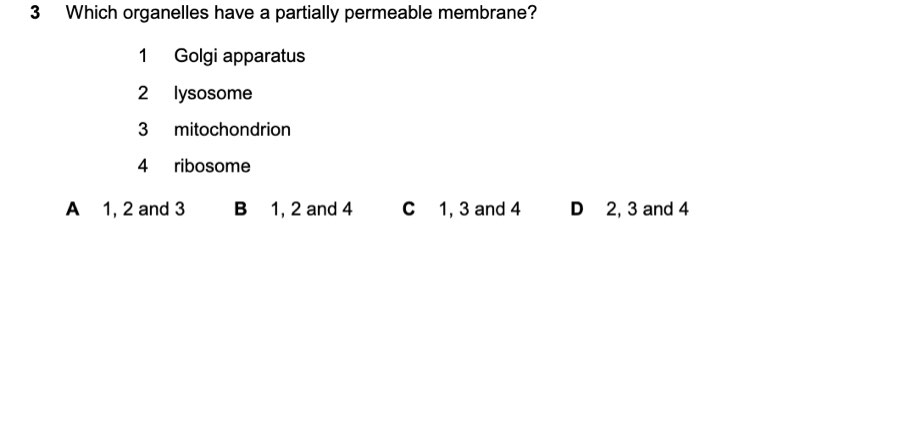 3 Which organelles have a partially permeable membrane?
1 Golgi apparatus
2 lysosome
3 mitochondrion
4 ribosome
A 1, 2 and 3 B 1, 2 and 4 C 1, 3 and 4 D 2, 3 and 4